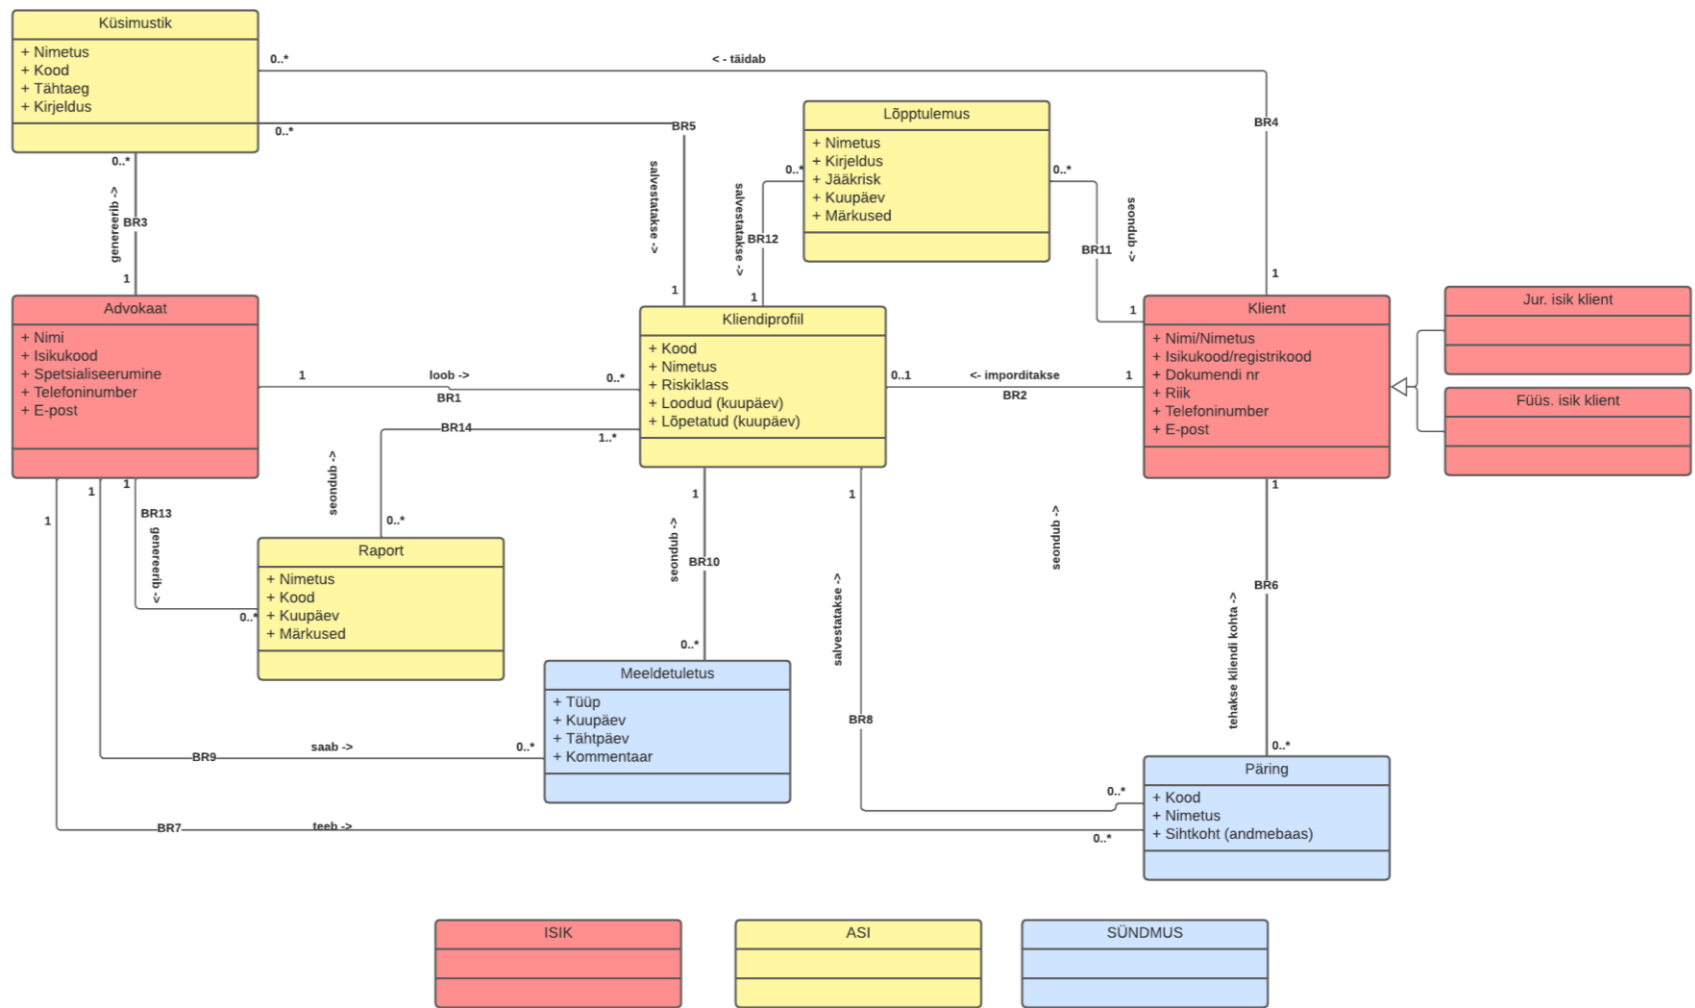 Küsimustik
+ Nimetus
+ Kood
+ Tähtaeg
+ Kirjeldus
0..*
< - täidab
BR4
1
0..*
BR5
salvestatakse ->
1
0..*
genereerib ->
BR3
1
Lõpptulemus
+ Nimetus
+ Kirjeldus
+ Jääkrisk
+ Kuupäev
+ Märkused
0..*
salvestatakse ->
BR12
1
0..*
seondub ->
BR11
1
Advokaat
+ Nimi
+ Isikukood
+ Spetsialiseerumine
+ Telefoninumber
+ E-post
1
loob ->
0..*
BR1
Kliendiprofiil
+ Kood
+ Nimetus
+ Riskiklass
+ Loodud (kuupäev)
+ Lõpetatud (kuupäev)
0..1
<- imporditakse
1
BR2
Klient
+ Nimi/Nimetus
+ Isikukood/registrikood
+ Dokumendi nr
+ Riik
+ Telefoninumber
+ E-post
Jur. isik klient
Füüs. isik klient
BR14
1..*
seondub ->
0..*
1
1
1
BR13
genereerib ->
0..*
Raport
+ Nimetus
+ Kood
+ Kuupäev
+ Märkused
1
seondub ->
BR10
0..*
1
salvestatakse ->
BR8
0..*
seondub ->
1
BR6
tehakse kliendi kohta ->
0..*
Meeldetuletus
+ Tüüp
+ Kuupäev
+ Tähtpäev
+ Kommentaar
saab ->
0..*
BR9
Päring
+ Kood
+ Nimetus
+ Sihtkoht (andmebaas)
BR7
teeb ->
0..*
ISIK
ASI
SÜNDMUS